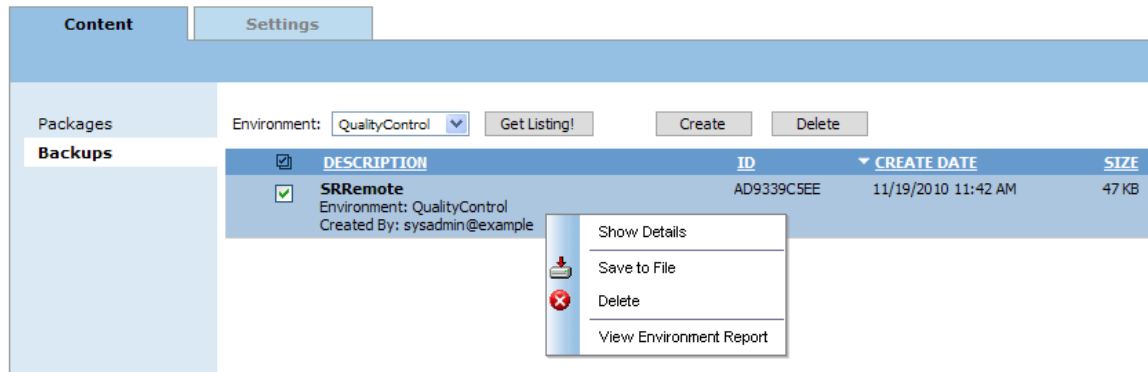 Content
Settings
Packages
Backups
Environment: QualityControl Get Listing! Create Delete
DESCRIPTION ID CREATE DATE SIZE
SRRemote AD9339C5EE 11/19/2010 11:42 AM 47 KB
Environment: QualityControl
Created By: sysadmin@example
Show Details
Save to File
Delete
View Environment Report